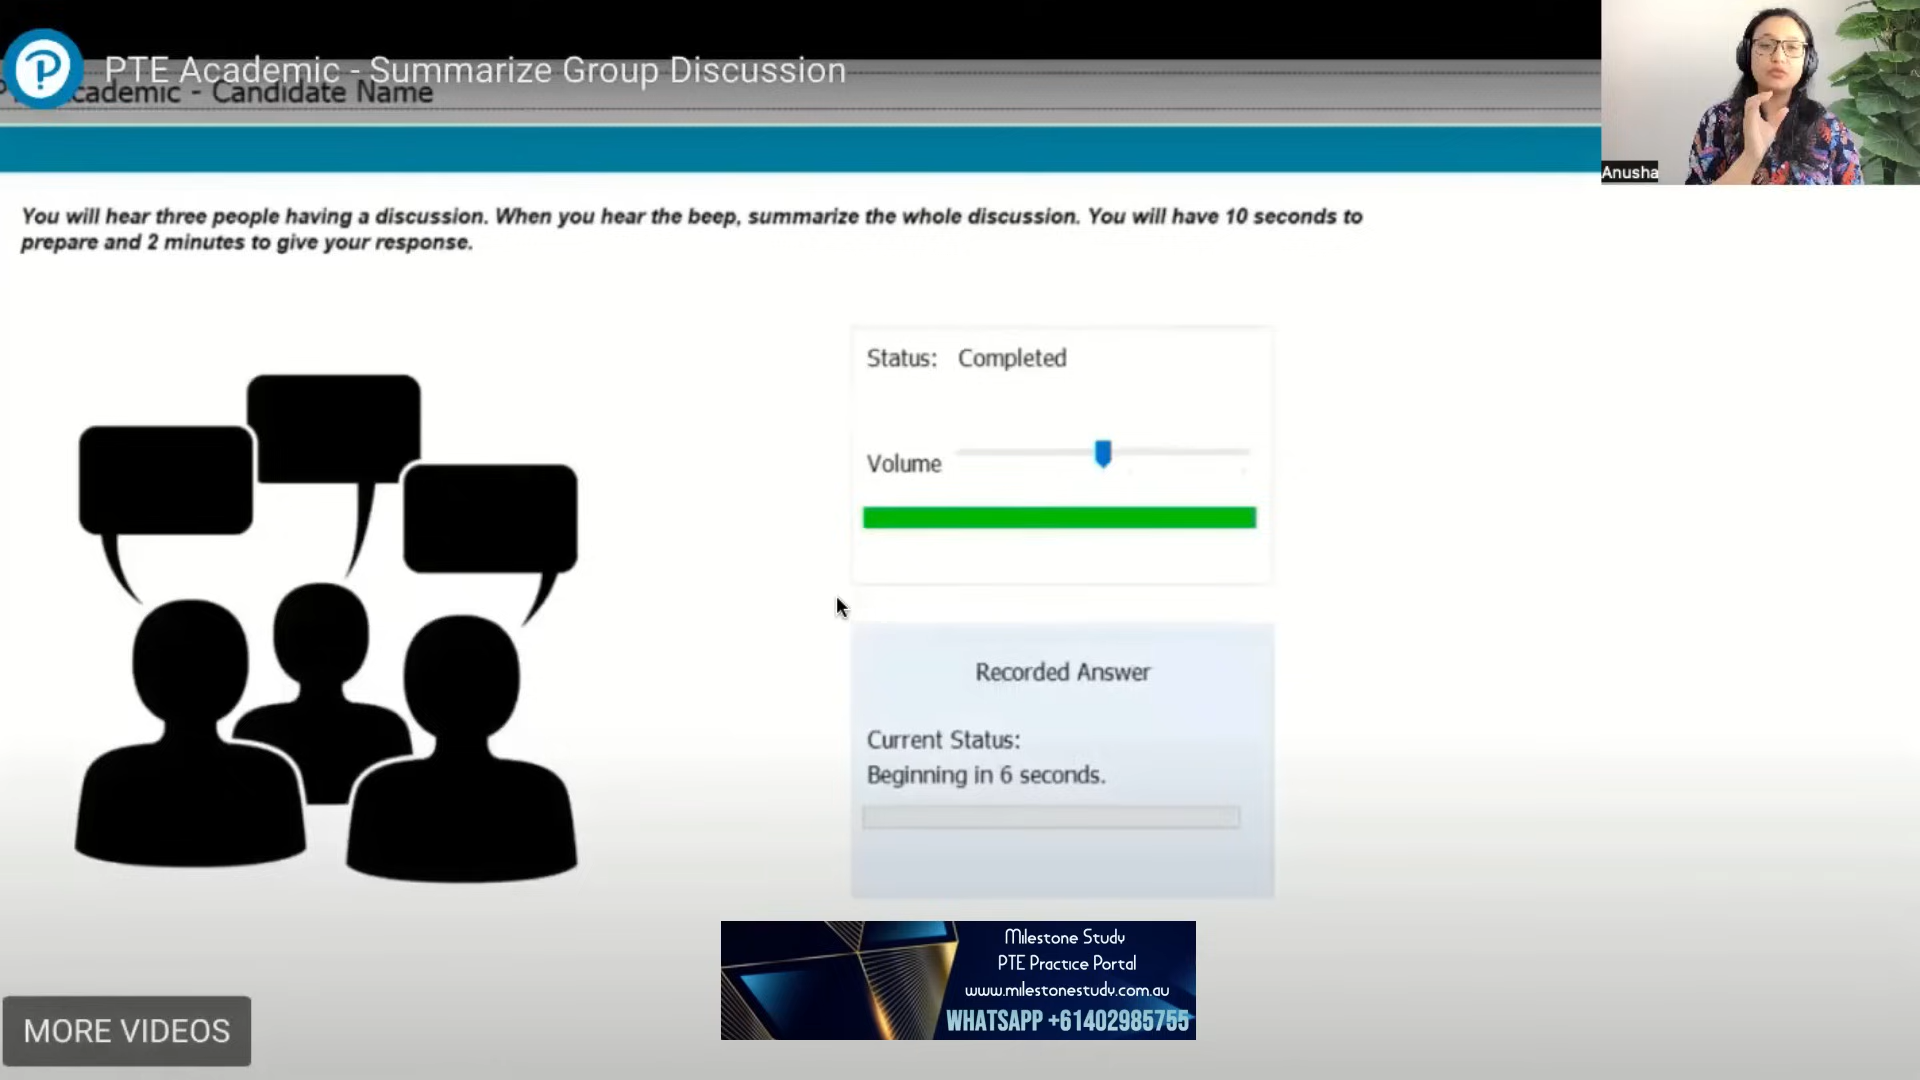 PTE Academic - Summarize Group Discussion
cademic - Candidate Name
Anusha
You will hear three people having a discussion. When you hear the beep, summarize the whole discussion. You will have 10 seconds to
prepare and 2 minutes to give your response.
Status: Completed
Volume
Recorded Answer
Current Status:
Beginning in 6 seconds.
Milestone Study
PTE Practice Portal
www.milestonestudy.com.au
WHATSAPP +61402985755
MORE VIDEOS